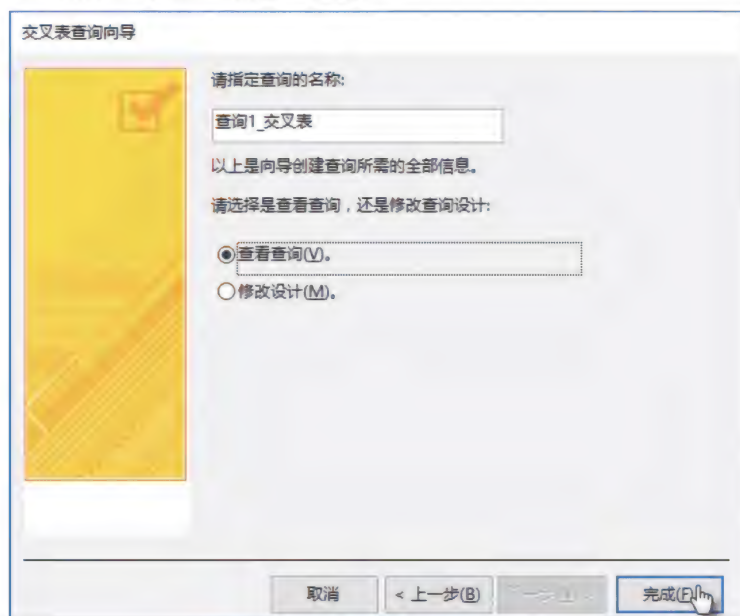 交叉表查询向导
请指定查询的名称:
查询1_交叉表
以上是向导创建查询所需的全部信息。
请选择是查看查询，还是修改查询设计:
查看查询(V)。
修改设计(M)。
取消 < 上一步(B) 完成(F)